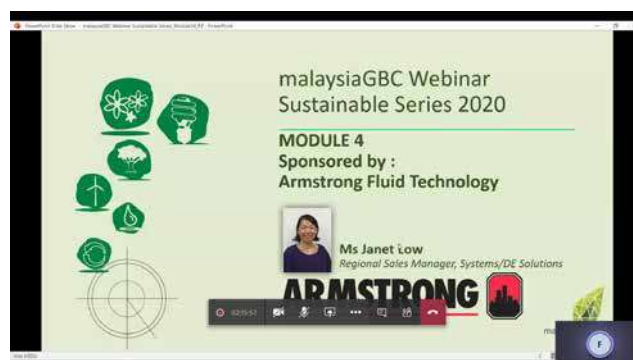 malaysiaGBC Webinar
Sustainable Series 2020
MODULE 4
Sponsored by :
Armstrong Fluid Technology
Ms Janet Low
Regional Sales Manager, Systems/DE Solutions
ARMSTRONG
F